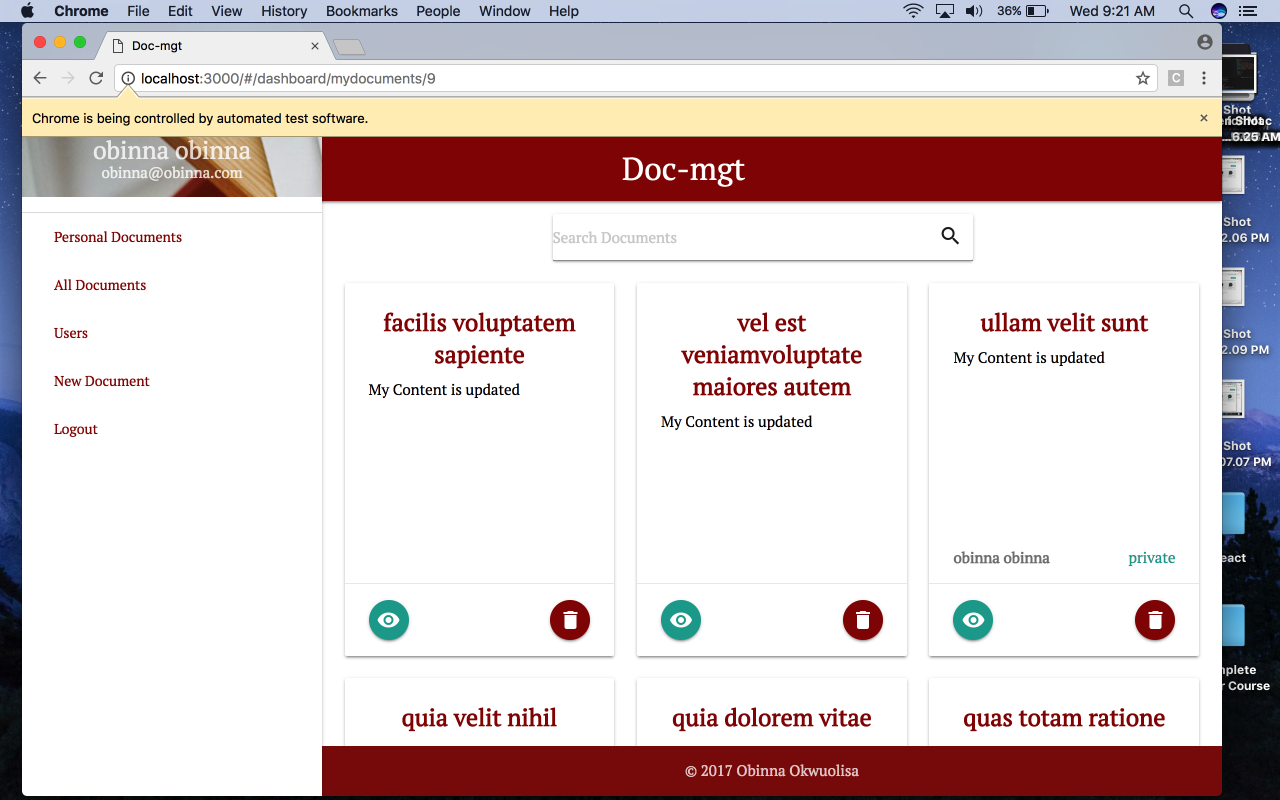 Chrome File Edit View History Bookmarks People Window Help 36% Wed 9:21 AM
Doc-mgt
localhost:3000/#/dashboard/mydocuments/9
C
Chrome is being controlled by automated test software.
obinna obinna
obinna@obinna.com
Personal Documents
All Documents
Users
New Document
Logout
Doc-mgt
Search Documents
facilis voluptatem
sapiente
My Content is updated
vel est
veniamvoluptate
maiores autem
My Content is updated
ullam velit sunt
My Content is updated
obinna obinna private
quia velit nihil
quia dolorem vitae
quas totam ratione
© 2017 Obinna Okwuolisa
Shot
Shot
2.06 PM
Shot
2.09 PM
Shot
07.07 PM
eact
nplete
r Course